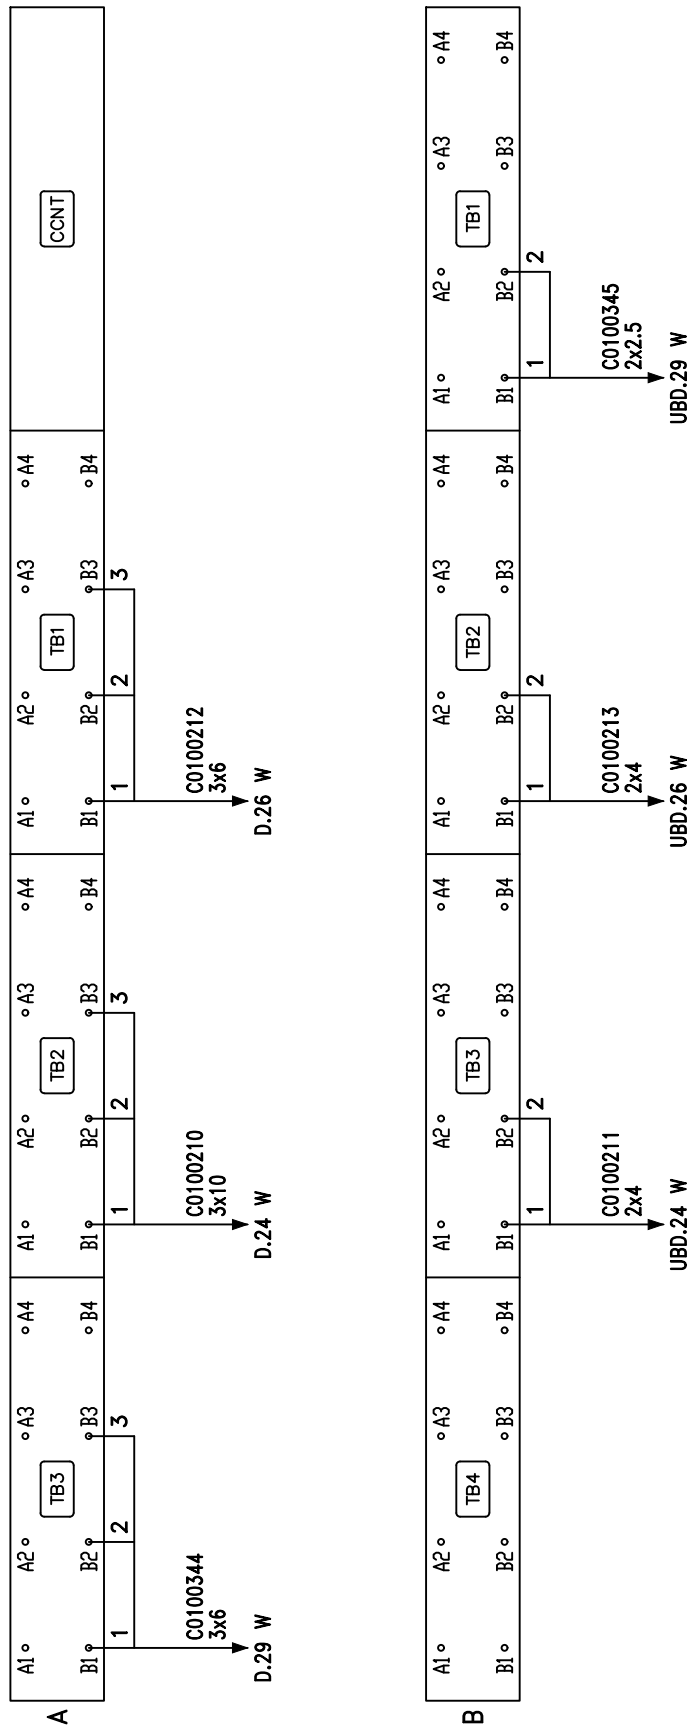 A
TB3
A1
A2
A3
A4
B1
B2
B3
B4
1
2
3
C0100344
3x6
D.29 W
TB2
A1
A2
A3
A4
B1
B2
B3
B4
1
2
3
C0100210
3x10
D.24 W
TB1
A1
A2
A3
A4
B1
B2
B3
B4
1
2
3
C0100212
3x6
D.26 W
CCNT
B
TB4
A1
A2
A3
A4
B1
B2
B3
B4
TB3
A1
A2
A3
A4
B1
B2
B3
B4
1
2
C0100211
2x4
UBD.24 W
TB2
A1
A2
A3
A4
B1
B2
B3
B4
1
2
C0100213
2x4
UBD.26 W
TB1
A1
A2
A3
A4
B1
B2
B3
B4
1
2
C0100345
2x2.5
UBD.29 W